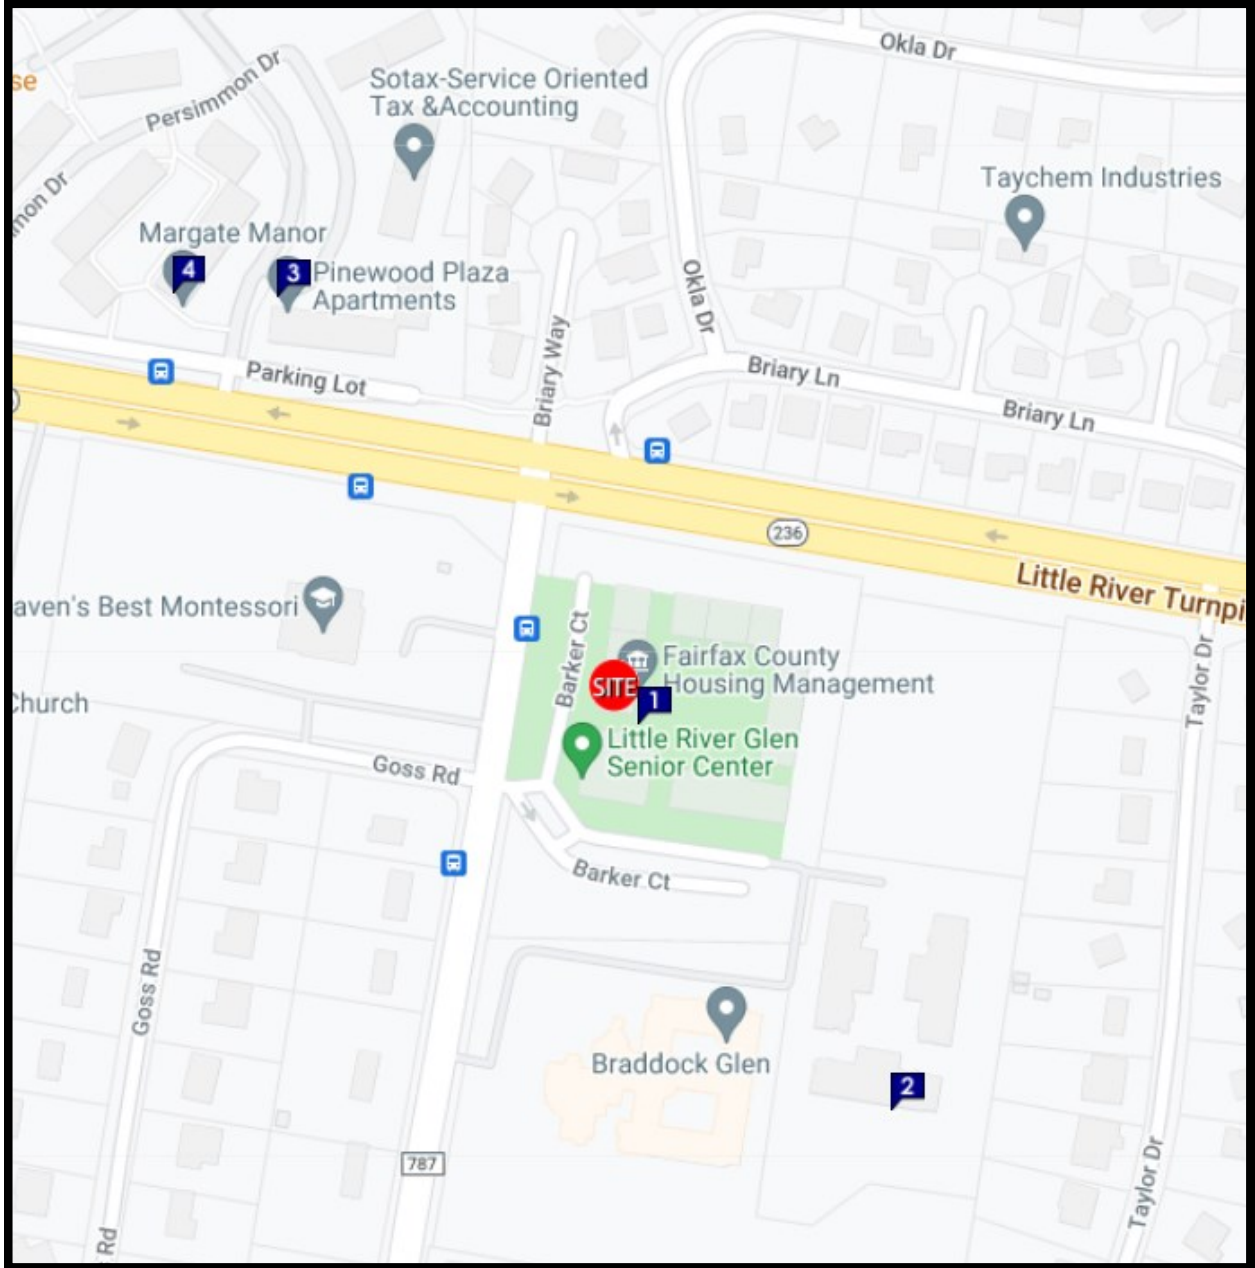 Okla Dr
Sotax-Service Oriented
Tax &Accounting
se
Persimmon Dr
mon Dr
Taychem Industries
Margate Manor
4
3
Pinewood Plaza
Apartments
Okla Dr
Briary Way
Parking Lot
Briary Ln
Briary Ln
236
Little River Turnpi
aven's Best Montessori
Barker Ct
Fairfax County
Housing Management
SITE
1
Taylor Dr
Church
Little River Glen
Senior Center
Goss Rd
Barker Ct
Goss Rd
Braddock Glen
2
787
Taylor Dr
Rd